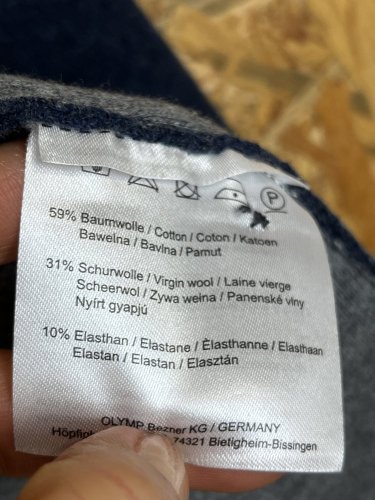 P
59% Baumwolle / Cotton / Coton / Katoen
Bawełna / Bavlna / Pamut
31% Schurwolle / Virgin wool / Laine vierge
Scheerwol / Żywa wełna / Panenské vlny
Nyírt gyapjú
10% Elasthan / Elastane / Èlasthanne / Elasthaan
Elastan / Elastan / Elasztán
OLYMP Bezner KG / GERMANY
74321 Bietigheim-Bissingen